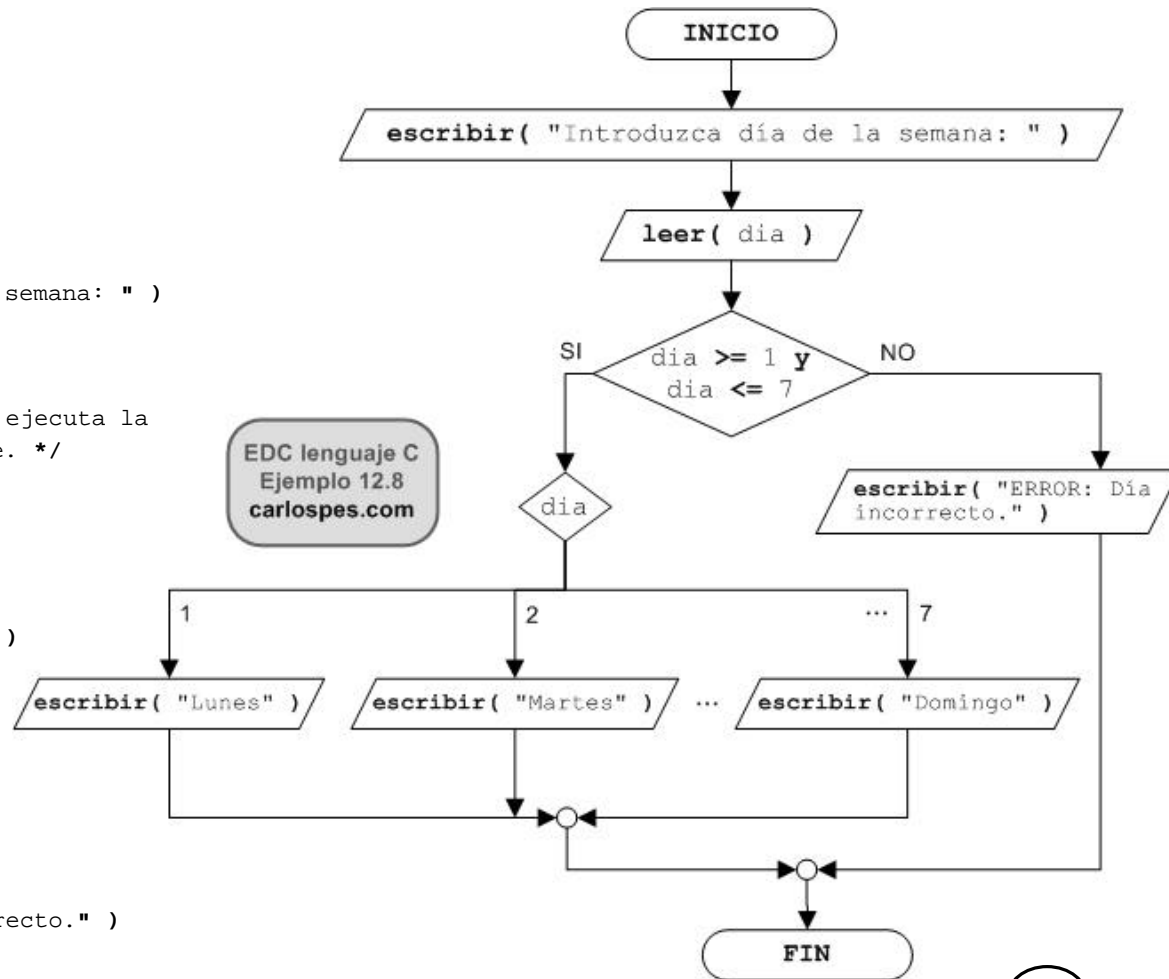 INICIO
escribir( "Introduzca día de la semana: " )
leer( dia )
semana: " )
SI
dia >= 1 y
dia <= 7
NO
ejecuta la
e. */
EDC lenguaje C
Ejemplo 12.8
carlospes.com
dia
escribir( "ERROR: Día
incorrecto." )
1
2
...
7
)
escribir( "Lunes" )
escribir( "Martes" )
...
escribir( "Domingo" )
recto." )
FIN